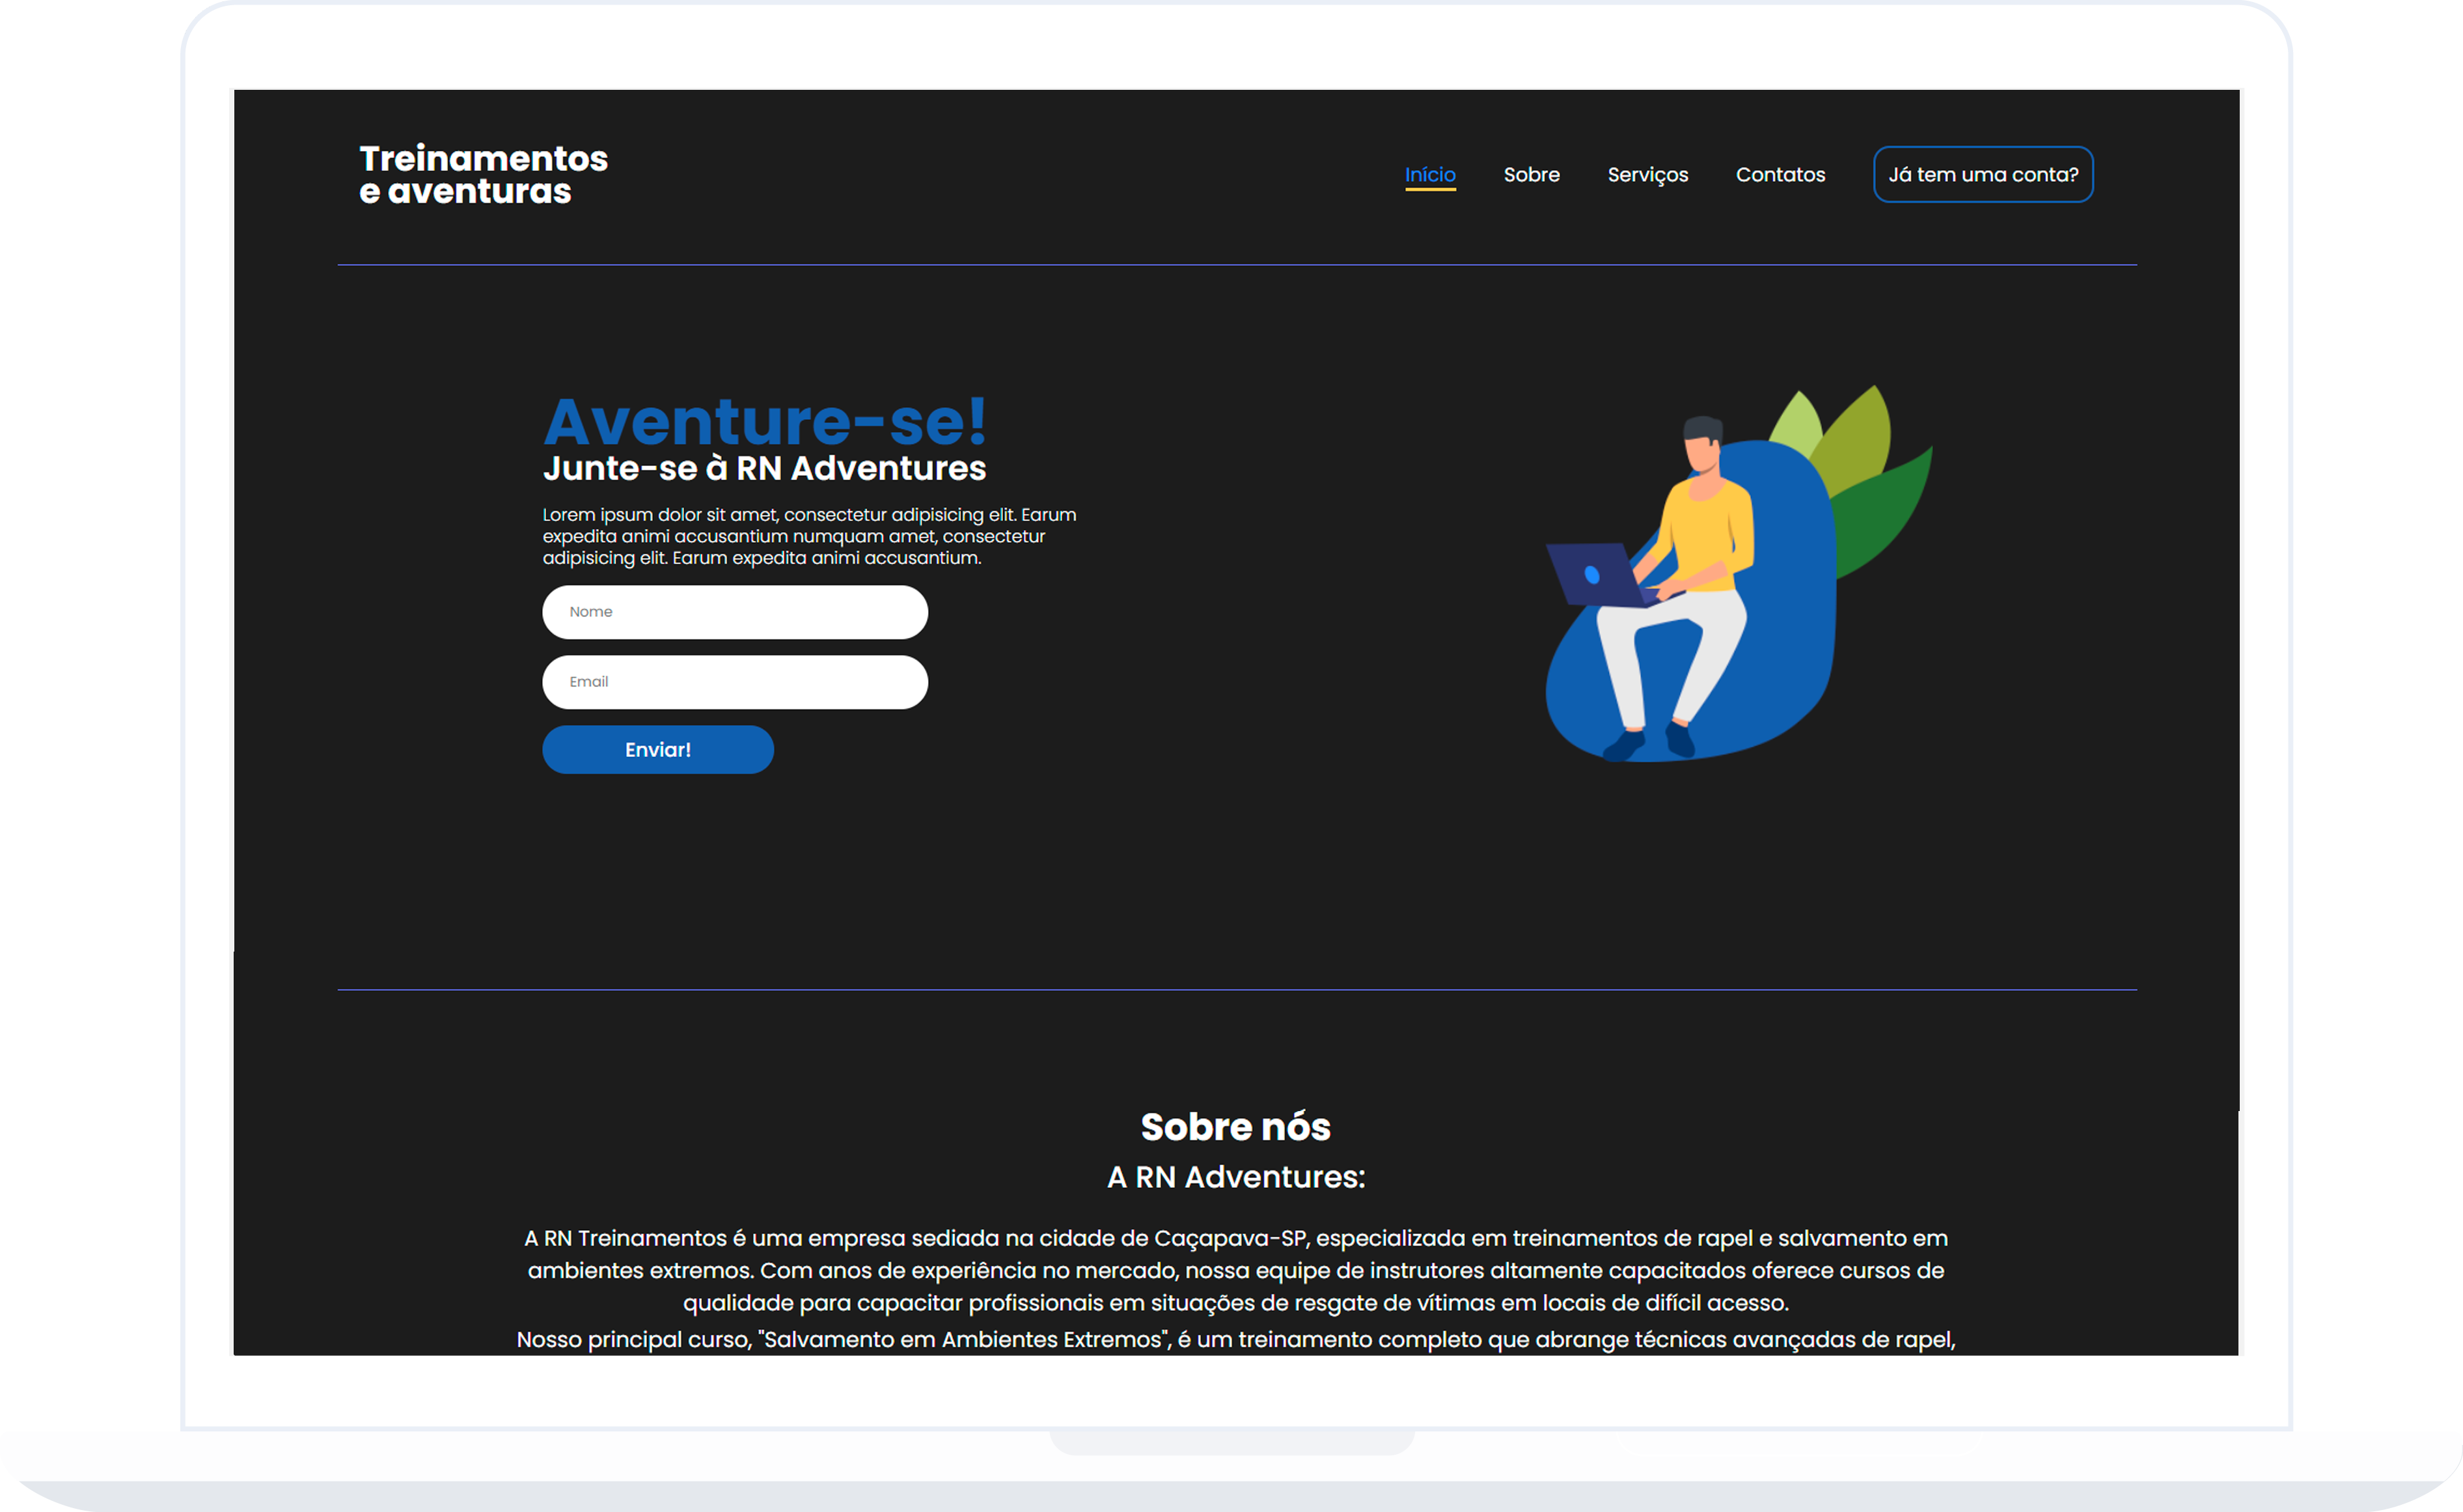 Treinamentos
e aventuras
Início Sobre Serviços Contatos Já tem uma conta?
Aventure-se!
Junte-se à RN Adventures
Lorem ipsum dolor sit amet, consectetur adipisicing elit. Earum
expedita animi accusantium numquam amet, consectetur
adipisicing elit. Earum expedita animi accusantium.
Nome
Email
Enviar!
Sobre nós
A RN Adventures:
A RN Treinamentos é uma empresa sediada na cidade de Caçapava-SP, especializada em treinamentos de rapel e salvamento em
ambientes extremos. Com anos de experiência no mercado, nossa equipe de instrutores altamente capacitados oferece cursos de
qualidade para capacitar profissionais em situações de resgate de vítimas em locais de difícil acesso.
Nosso principal curso, "Salvamento em Ambientes Extremos", é um treinamento completo que abrange técnicas avançadas de rapel,